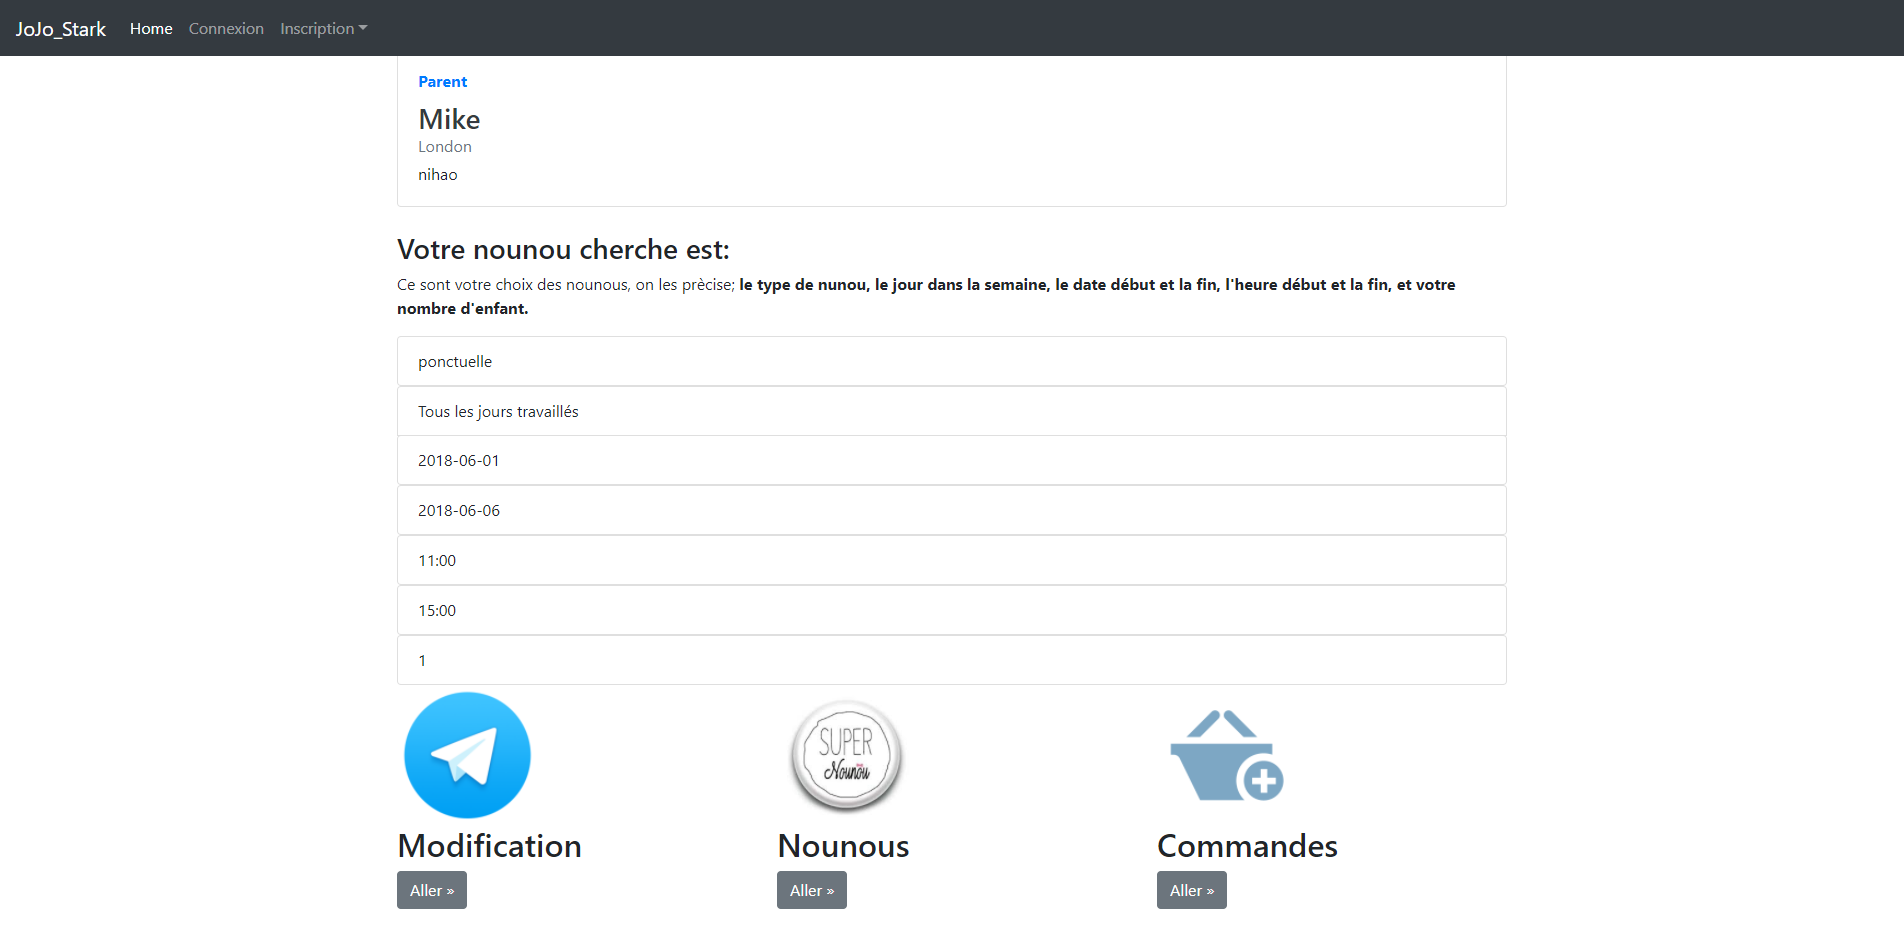 JoJo_Stark Home Connexion Inscription
Parent
Mike
London
nihao
Votre nounou cherche est:
Ce sont votre choix des nounous, on les prècise; le type de nunou, le jour dans la semaine, le date début et la fin, l'heure début et la fin, et votre
nombre d'enfant.
ponctuelle
Tous les jours travaillés
2018-06-01
2018-06-06
11:00
15:00
1
SUPER
Nounou
Modification Nounous Commandes
Aller » Aller » Aller »